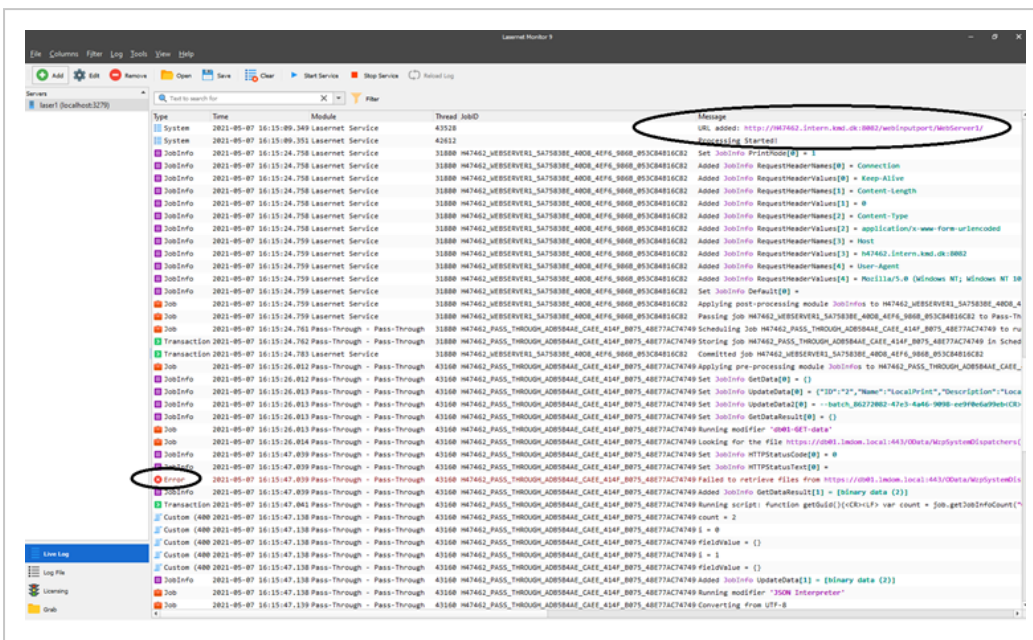 Lasernet Monitor 9
File Columns Filter Log Tools View Help
Add Edit Remove Open Save Clear Start Service Stop Service Reload Log
Servers
laser1 (localhost:3279)
Text to search for Filter
Type Time Module Thread JobID Message
System 2021-05-07 16:15:09.349 Lasernet Service 43528 URL added: http://H47462.intern.kmd.dk:8082/webinputport/WebServer1/
System 2021-05-07 16:15:09.351 Lasernet Service 42612 Processing Started!
JobInfo 2021-05-07 16:15:24.758 Lasernet Service 31880 H47462_WEBSERVER1_5A7583BE_40D8_4EF6_986B_053C84816C82 Set JobInfo PrintMode[0] = 1
JobInfo 2021-05-07 16:15:24.758 Lasernet Service 31880 H47462_WEBSERVER1_5A7583BE_40D8_4EF6_986B_053C84816C82 Added JobInfo RequestHeaderNames[0] = Connection
JobInfo 2021-05-07 16:15:24.758 Lasernet Service 31880 H47462_WEBSERVER1_5A7583BE_40D8_4EF6_986B_053C84816C82 Added JobInfo RequestHeaderValues[0] = Keep-Alive
JobInfo 2021-05-07 16:15:24.758 Lasernet Service 31880 H47462_WEBSERVER1_5A7583BE_40D8_4EF6_986B_053C84816C82 Added JobInfo RequestHeaderNames[1] = Content-Length
JobInfo 2021-05-07 16:15:24.758 Lasernet Service 31880 H47462_WEBSERVER1_5A7583BE_40D8_4EF6_986B_053C84816C82 Added JobInfo RequestHeaderValues[1] = 0
JobInfo 2021-05-07 16:15:24.758 Lasernet Service 31880 H47462_WEBSERVER1_5A7583BE_40D8_4EF6_986B_053C84816C82 Added JobInfo RequestHeaderNames[2] = Content-Type
JobInfo 2021-05-07 16:15:24.758 Lasernet Service 31880 H47462_WEBSERVER1_5A7583BE_40D8_4EF6_986B_053C84816C82 Added JobInfo RequestHeaderValues[2] = application/x-www-form-urlencoded
JobInfo 2021-05-07 16:15:24.759 Lasernet Service 31880 H47462_WEBSERVER1_5A7583BE_40D8_4EF6_986B_053C84816C82 Added JobInfo RequestHeaderNames[3] = Host
JobInfo 2021-05-07 16:15:24.759 Lasernet Service 31880 H47462_WEBSERVER1_5A7583BE_40D8_4EF6_986B_053C84816C82 Added JobInfo RequestHeaderValues[3] = h47462.intern.kmd.dk:8082
JobInfo 2021-05-07 16:15:24.759 Lasernet Service 31880 H47462_WEBSERVER1_5A7583BE_40D8_4EF6_986B_053C84816C82 Added JobInfo RequestHeaderNames[4] = User-Agent
JobInfo 2021-05-07 16:15:24.759 Lasernet Service 31880 H47462_WEBSERVER1_5A7583BE_40D8_4EF6_986B_053C84816C82 Added JobInfo RequestHeaderValues[4] = Mozilla/5.0 (Windows NT; Windows NT 10
JobInfo 2021-05-07 16:15:24.759 Lasernet Service 31880 H47462_WEBSERVER1_5A7583BE_40D8_4EF6_986B_053C84816C82 Set JobInfo Default[0] =
Job 2021-05-07 16:15:24.759 Lasernet Service 31880 H47462_WEBSERVER1_5A7583BE_40D8_4EF6_986B_053C84816C82 Applying post-processing module JobInfos to H47462_WEBSERVER1_5A7583BE_40D8_4
Job 2021-05-07 16:15:24.759 Lasernet Service 31880 H47462_WEBSERVER1_5A7583BE_40D8_4EF6_986B_053C84816C82 Passing job H47462_WEBSERVER1_5A7583BE_40D8_4EF6_986B_053C84816C82 to Pass-Th
Job 2021-05-07 16:15:24.761 Pass-Through - Pass-Through 31880 H47462_PASS_THROUGH_ADB5B4AE_CAEE_414F_B075_48E77AC74749 Scheduling Job H47462_PASS_THROUGH_ADB5B4AE_CAEE_414F_B075_48E77AC74749 to ru
Transaction 2021-05-07 16:15:24.762 Pass-Through - Pass-Through 31880 H47462_PASS_THROUGH_ADB5B4AE_CAEE_414F_B075_48E77AC74749 Storing job H47462_PASS_THROUGH_ADB5B4AE_CAEE_414F_B075_48E77AC74749 in Sched
Transaction 2021-05-07 16:15:24.783 Lasernet Service 31880 H47462_WEBSERVER1_5A7583BE_40D8_4EF6_986B_053C84816C82 Committed job H47462_WEBSERVER1_5A7583BE_40D8_4EF6_986B_053C84816C82
Job 2021-05-07 16:15:26.012 Pass-Through - Pass-Through 43160 H47462_PASS_THROUGH_ADB5B4AE_CAEE_414F_B075_48E77AC74749 Applying pre-processing module JobInfos to H47462_PASS_THROUGH_ADB5B4AE_CAEE_
JobInfo 2021-05-07 16:15:26.012 Pass-Through - Pass-Through 43160 H47462_PASS_THROUGH_ADB5B4AE_CAEE_414F_B075_48E77AC74749 Set JobInfo GetData[0] = {}
JobInfo 2021-05-07 16:15:26.013 Pass-Through - Pass-Through 43160 H47462_PASS_THROUGH_ADB5B4AE_CAEE_414F_B075_48E77AC74749 Set JobInfo UpdateData[0] = {"ID":"2","Name":"LocalPrint","Description":"Loca
JobInfo 2021-05-07 16:15:26.013 Pass-Through - Pass-Through 43160 H47462_PASS_THROUGH_ADB5B4AE_CAEE_414F_B075_48E77AC74749 Set JobInfo UpdateData2[0] = --batch_86272002-47e3-4a46-9098-ee9f0e6a99eb<CR>
JobInfo 2021-05-07 16:15:26.013 Pass-Through - Pass-Through 43160 H47462_PASS_THROUGH_ADB5B4AE_CAEE_414F_B075_48E77AC74749 Set JobInfo GetDataResult[0] = {}
Job 2021-05-07 16:15:26.013 Pass-Through - Pass-Through 43160 H47462_PASS_THROUGH_ADB5B4AE_CAEE_414F_B075_48E77AC74749 Running modifier 'db01-GET-data'
Job 2021-05-07 16:15:26.014 Pass-Through - Pass-Through 43160 H47462_PASS_THROUGH_ADB5B4AE_CAEE_414F_B075_48E77AC74749 Looking for the file https://db01.lmdom.local:443/OData/WzpSystemDispatchers(
JobInfo 2021-05-07 16:15:47.039 Pass-Through - Pass-Through 43160 H47462_PASS_THROUGH_ADB5B4AE_CAEE_414F_B075_48E77AC74749 Set JobInfo HTTPStatusCode[0] = 0
JobInfo 2021-05-07 16:15:47.039 Pass-Through - Pass-Through 43160 H47462_PASS_THROUGH_ADB5B4AE_CAEE_414F_B075_48E77AC74749 Set JobInfo HTTPStatusText[0] =
Error 2021-05-07 16:15:47.039 Pass-Through - Pass-Through 43160 H47462_PASS_THROUGH_ADB5B4AE_CAEE_414F_B075_48E77AC74749 Failed to retrieve files from https://db01.lmdom.local:443/OData/WzpSystemDis
JobInfo 2021-05-07 16:15:47.039 Pass-Through - Pass-Through 43160 H47462_PASS_THROUGH_ADB5B4AE_CAEE_414F_B075_48E77AC74749 Added JobInfo GetDataResult[1] = [binary data (2)]
Transaction 2021-05-07 16:15:47.041 Pass-Through - Pass-Through 43160 H47462_PASS_THROUGH_ADB5B4AE_CAEE_414F_B075_48E77AC74749 Running script: function getGuid(){<CR><LF> var count = job.getJobInfoCount("
Custom (400 2021-05-07 16:15:47.138 Pass-Through - Pass-Through 43160 H47462_PASS_THROUGH_ADB5B4AE_CAEE_414F_B075_48E77AC74749 count = 2
Custom (400 2021-05-07 16:15:47.138 Pass-Through - Pass-Through 43160 H47462_PASS_THROUGH_ADB5B4AE_CAEE_414F_B075_48E77AC74749 i = 0
Custom (400 2021-05-07 16:15:47.138 Pass-Through - Pass-Through 43160 H47462_PASS_THROUGH_ADB5B4AE_CAEE_414F_B075_48E77AC74749 fieldValue = {}
Custom (400 2021-05-07 16:15:47.138 Pass-Through - Pass-Through 43160 H47462_PASS_THROUGH_ADB5B4AE_CAEE_414F_B075_48E77AC74749 i = 1
Custom (400 2021-05-07 16:15:47.138 Pass-Through - Pass-Through 43160 H47462_PASS_THROUGH_ADB5B4AE_CAEE_414F_B075_48E77AC74749 fieldValue = {}
JobInfo 2021-05-07 16:15:47.138 Pass-Through - Pass-Through 43160 H47462_PASS_THROUGH_ADB5B4AE_CAEE_414F_B075_48E77AC74749 Added JobInfo UpdateData[1] = [binary data (2)]
Job 2021-05-07 16:15:47.138 Pass-Through - Pass-Through 43160 H47462_PASS_THROUGH_ADB5B4AE_CAEE_414F_B075_48E77AC74749 Running modifier 'JSON Interpreter'
Job 2021-05-07 16:15:47.139 Pass-Through - Pass-Through 43160 H47462_PASS_THROUGH_ADB5B4AE_CAEE_414F_B075_48E77AC74749 Converting from UTF-8
Live Log
Log File
Licensing
Grab